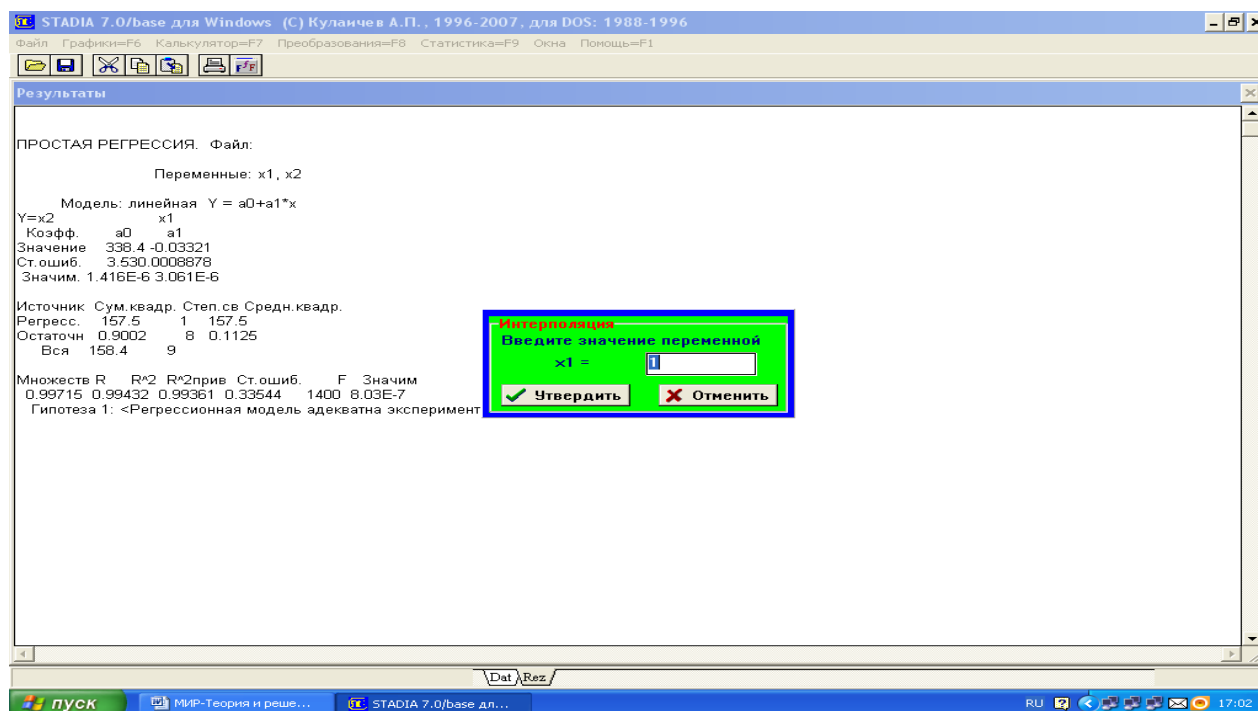 STADIA 7.0/base для Windows (C) Кулаичев А.П., 1996-2007, для DOS: 1988-1996
Файл Графики=F6 Калькулятор=F7 Преобразования=F8 Статистика=F9 Окна Помощь=F1
Результаты
ПРОСТАЯ РЕГРЕССИЯ. Файл:
Переменные: x1, x2
Модель: линейная Y = a0+a1*x
Y=x2 x1
Коэфф. a0 a1
Значение 338.4 -0.03321
Ст.ошиб. 3.530.0008878
Значим. 1.416E-6 3.061E-6
Источник Сум.квадр. Степ.св Средн.квадр.
Регресс. 157.5 1 157.5
Остаточн 0.9002 8 0.1125
Вся 158.4 9
Множеств R R^2 R^2прив Ст.ошиб. F Значим
0.99715 0.99432 0.99361 0.33544 1400 8.03E-7
Гипотеза 1: <Регрессионная модель адекватна эксперимент
Интерполяция
Введите значение переменной
x1 = 1
Утвердить Отменить
Dat Rez
пуск МИР-Теория и реше... STADIA 7.0/base дл... RU 17:02